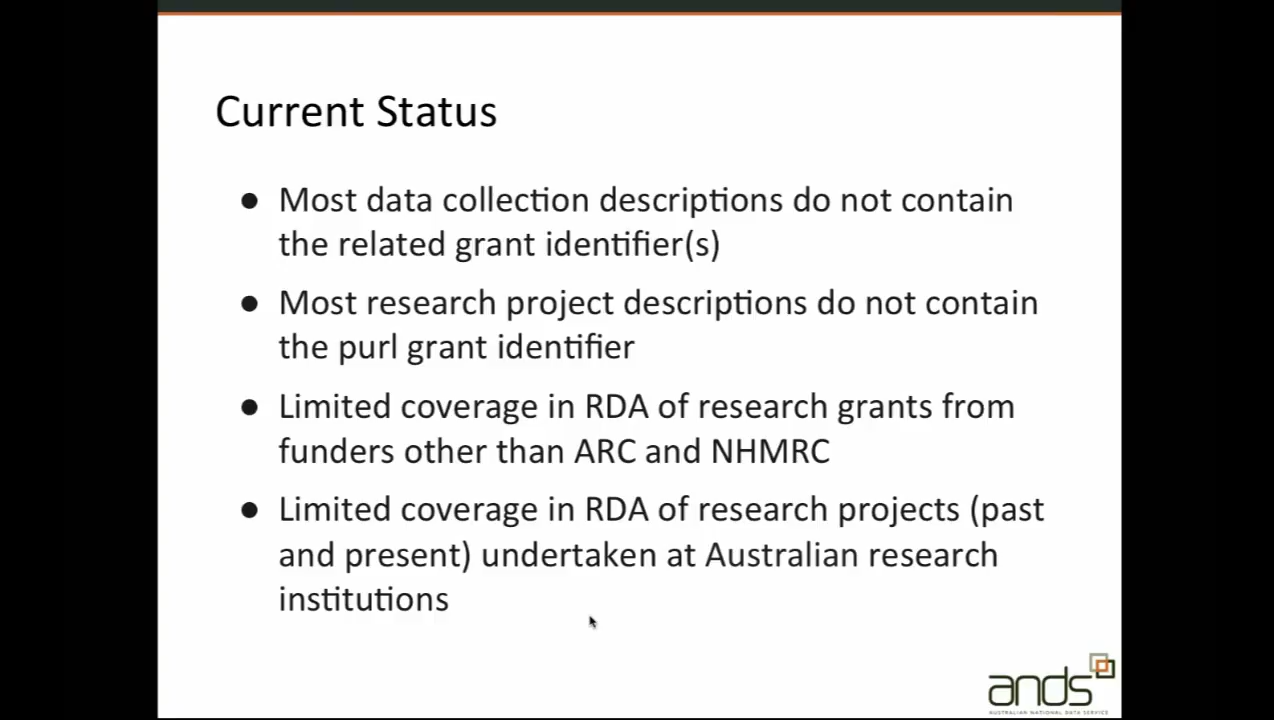 Current Status
● Most data collection descriptions do not contain
the related grant identifier(s)
● Most research project descriptions do not contain
the purl grant identifier
● Limited coverage in RDA of research grants from
funders other than ARC and NHMRC
● Limited coverage in RDA of research projects (past
and present) undertaken at Australian research
institutions
ands
AUSTRALIAN NATIONAL DATA SERVICE